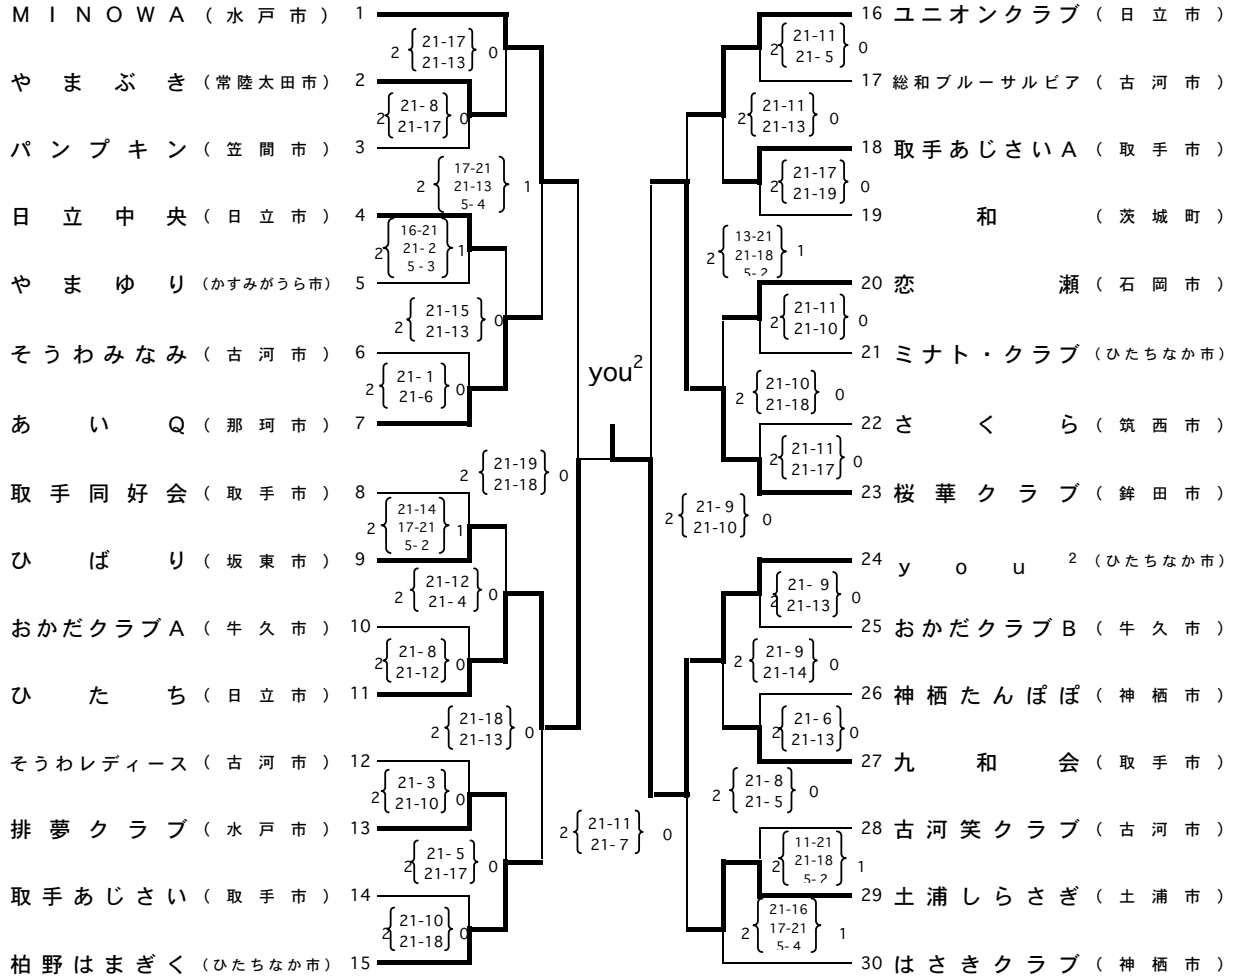 MINOWA（水戸市） 1
2 { 21-17 21-13 } 0
やまぶき（常陸太田市） 2
2 { 21-8 21-17 } 0
パンプキン（笠間市） 3
2 { 17-21 21-13 5-4 } 1
日立中央（日立市） 4
2 { 16-21 21-2 5-3 } 1
やまゆり（かすみがうら市） 5
2 { 21-15 21-13 } 0
そうわみなみ（古河市） 6
2 { 21-1 21-6 } 0
あいQ（那珂市） 7
2 { 21-19 21-18 } 0
取手同好会（取手市） 8
2 { 21-14 17-21 5-2 } 1
ひばり（坂東市） 9
2 { 21-12 21-4 } 0
おかだクラブA（牛久市） 10
2 { 21-8 21-12 } 0
ひたち（日立市） 11
2 { 21-18 21-13 } 0
そうわレディース（古河市） 12
2 { 21-3 21-10 } 0
排夢クラブ（水戸市） 13
2 { 21-5 21-17 } 0
取手あじさい（取手市） 14
2 { 21-10 21-18 } 0
柏野はまぎく（ひたちなか市） 15
you2
2 { 21-11 21-7 } 0
16 ユニオンクラブ（日立市）
2 { 21-11 21-5 } 0
17 総和ブルーサルビア（古河市）
2 { 21-11 21-13 } 0
18 取手あじさいA（取手市）
2 { 21-17 21-19 } 0
19 和（茨城町）
2 { 13-21 21-18 5-2 } 1
20 恋瀬（石岡市）
2 { 21-11 21-10 } 0
21 ミナト・クラブ（ひたちなか市）
2 { 21-10 21-18 } 0
22 さくら（筑西市）
2 { 21-11 21-17 } 0
23 桜華クラブ（鉾田市）
2 { 21-9 21-10 } 0
24 you2（ひたちなか市）
2 { 21-9 21-13 } 0
25 おかだクラブB（牛久市）
2 { 21-9 21-14 } 0
26 神栖たんぽぽ（神栖市）
2 { 21-6 21-13 } 0
27 九和会（取手市）
2 { 21-8 21-5 } 0
28 古河笑クラブ（古河市）
2 { 11-21 21-18 5-2 } 1
29 土浦しらさぎ（土浦市）
2 { 21-16 17-21 5-4 } 1
30 はさきクラブ（神栖市）